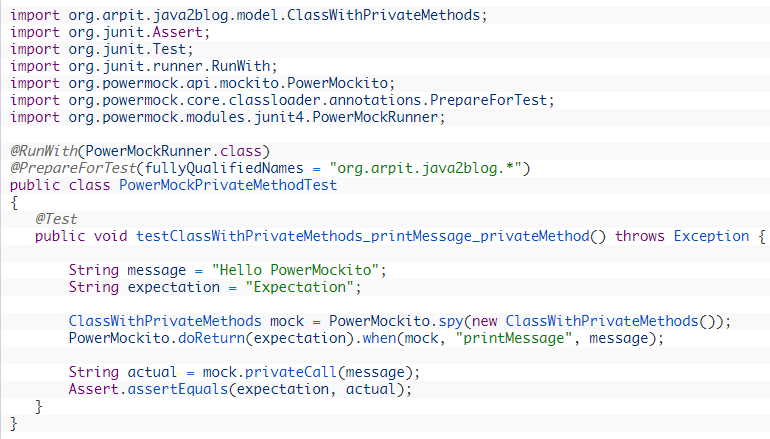 import org.arpit.java2blog.model.ClassWithPrivateMethods;
import org.junit.Assert;
import org.junit.Test;
import org.junit.runner.RunWith;
import org.powermock.api.mockito.PowerMockito;
import org.powermock.core.classloader.annotations.PrepareForTest;
import org.powermock.modules.junit4.PowerMockRunner;

@RunWith(PowerMockRunner.class)
@PrepareForTest(fullyQualifiedNames = "org.arpit.java2blog.*")
public class PowerMockPrivateMethodTest
{
   @Test
   public void testClassWithPrivateMethods_printMessage_privateMethod() throws Exception {

       String message = "Hello PowerMockito";
       String expectation = "Expectation";

       ClassWithPrivateMethods mock = PowerMockito.spy(new ClassWithPrivateMethods());
       PowerMockito.doReturn(expectation).when(mock, "printMessage", message);

       String actual = mock.privateCall(message);
       Assert.assertEquals(expectation, actual);
   }
}